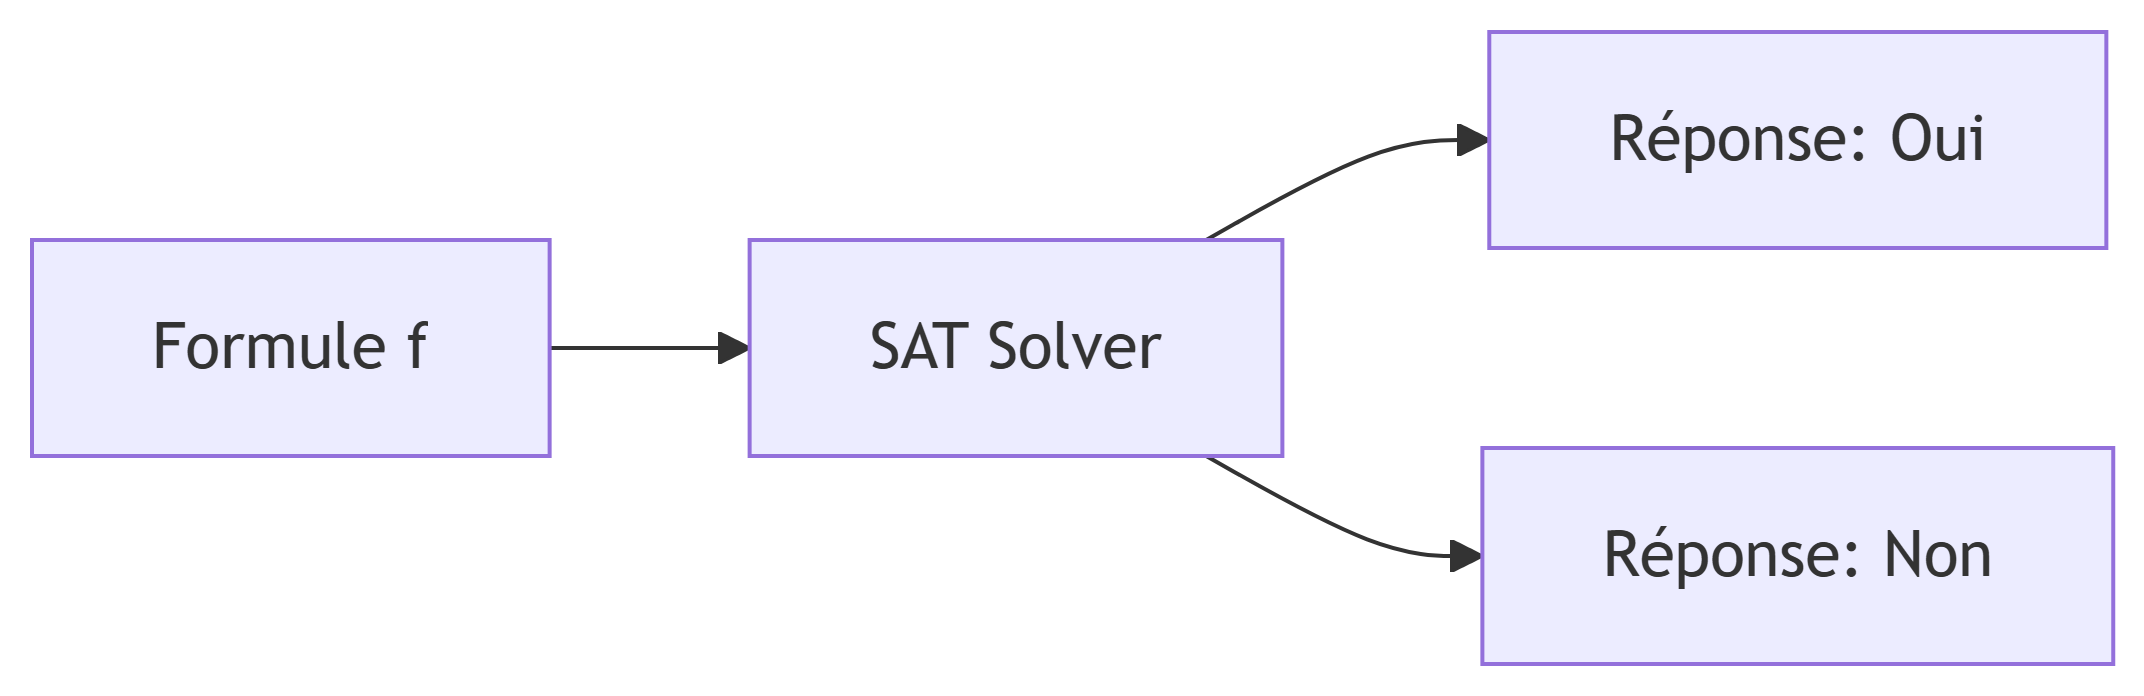 Formule f
SAT Solver
Réponse: Oui
Réponse: Non